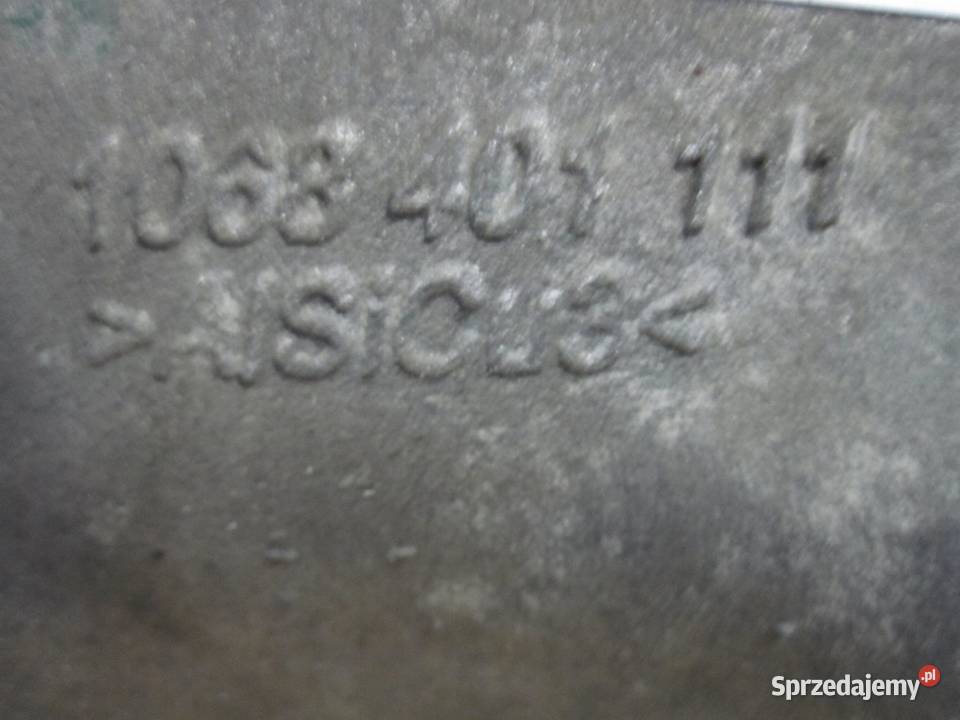 1068 401 111
>AlSiCu3<
Sprzedajemy.pl